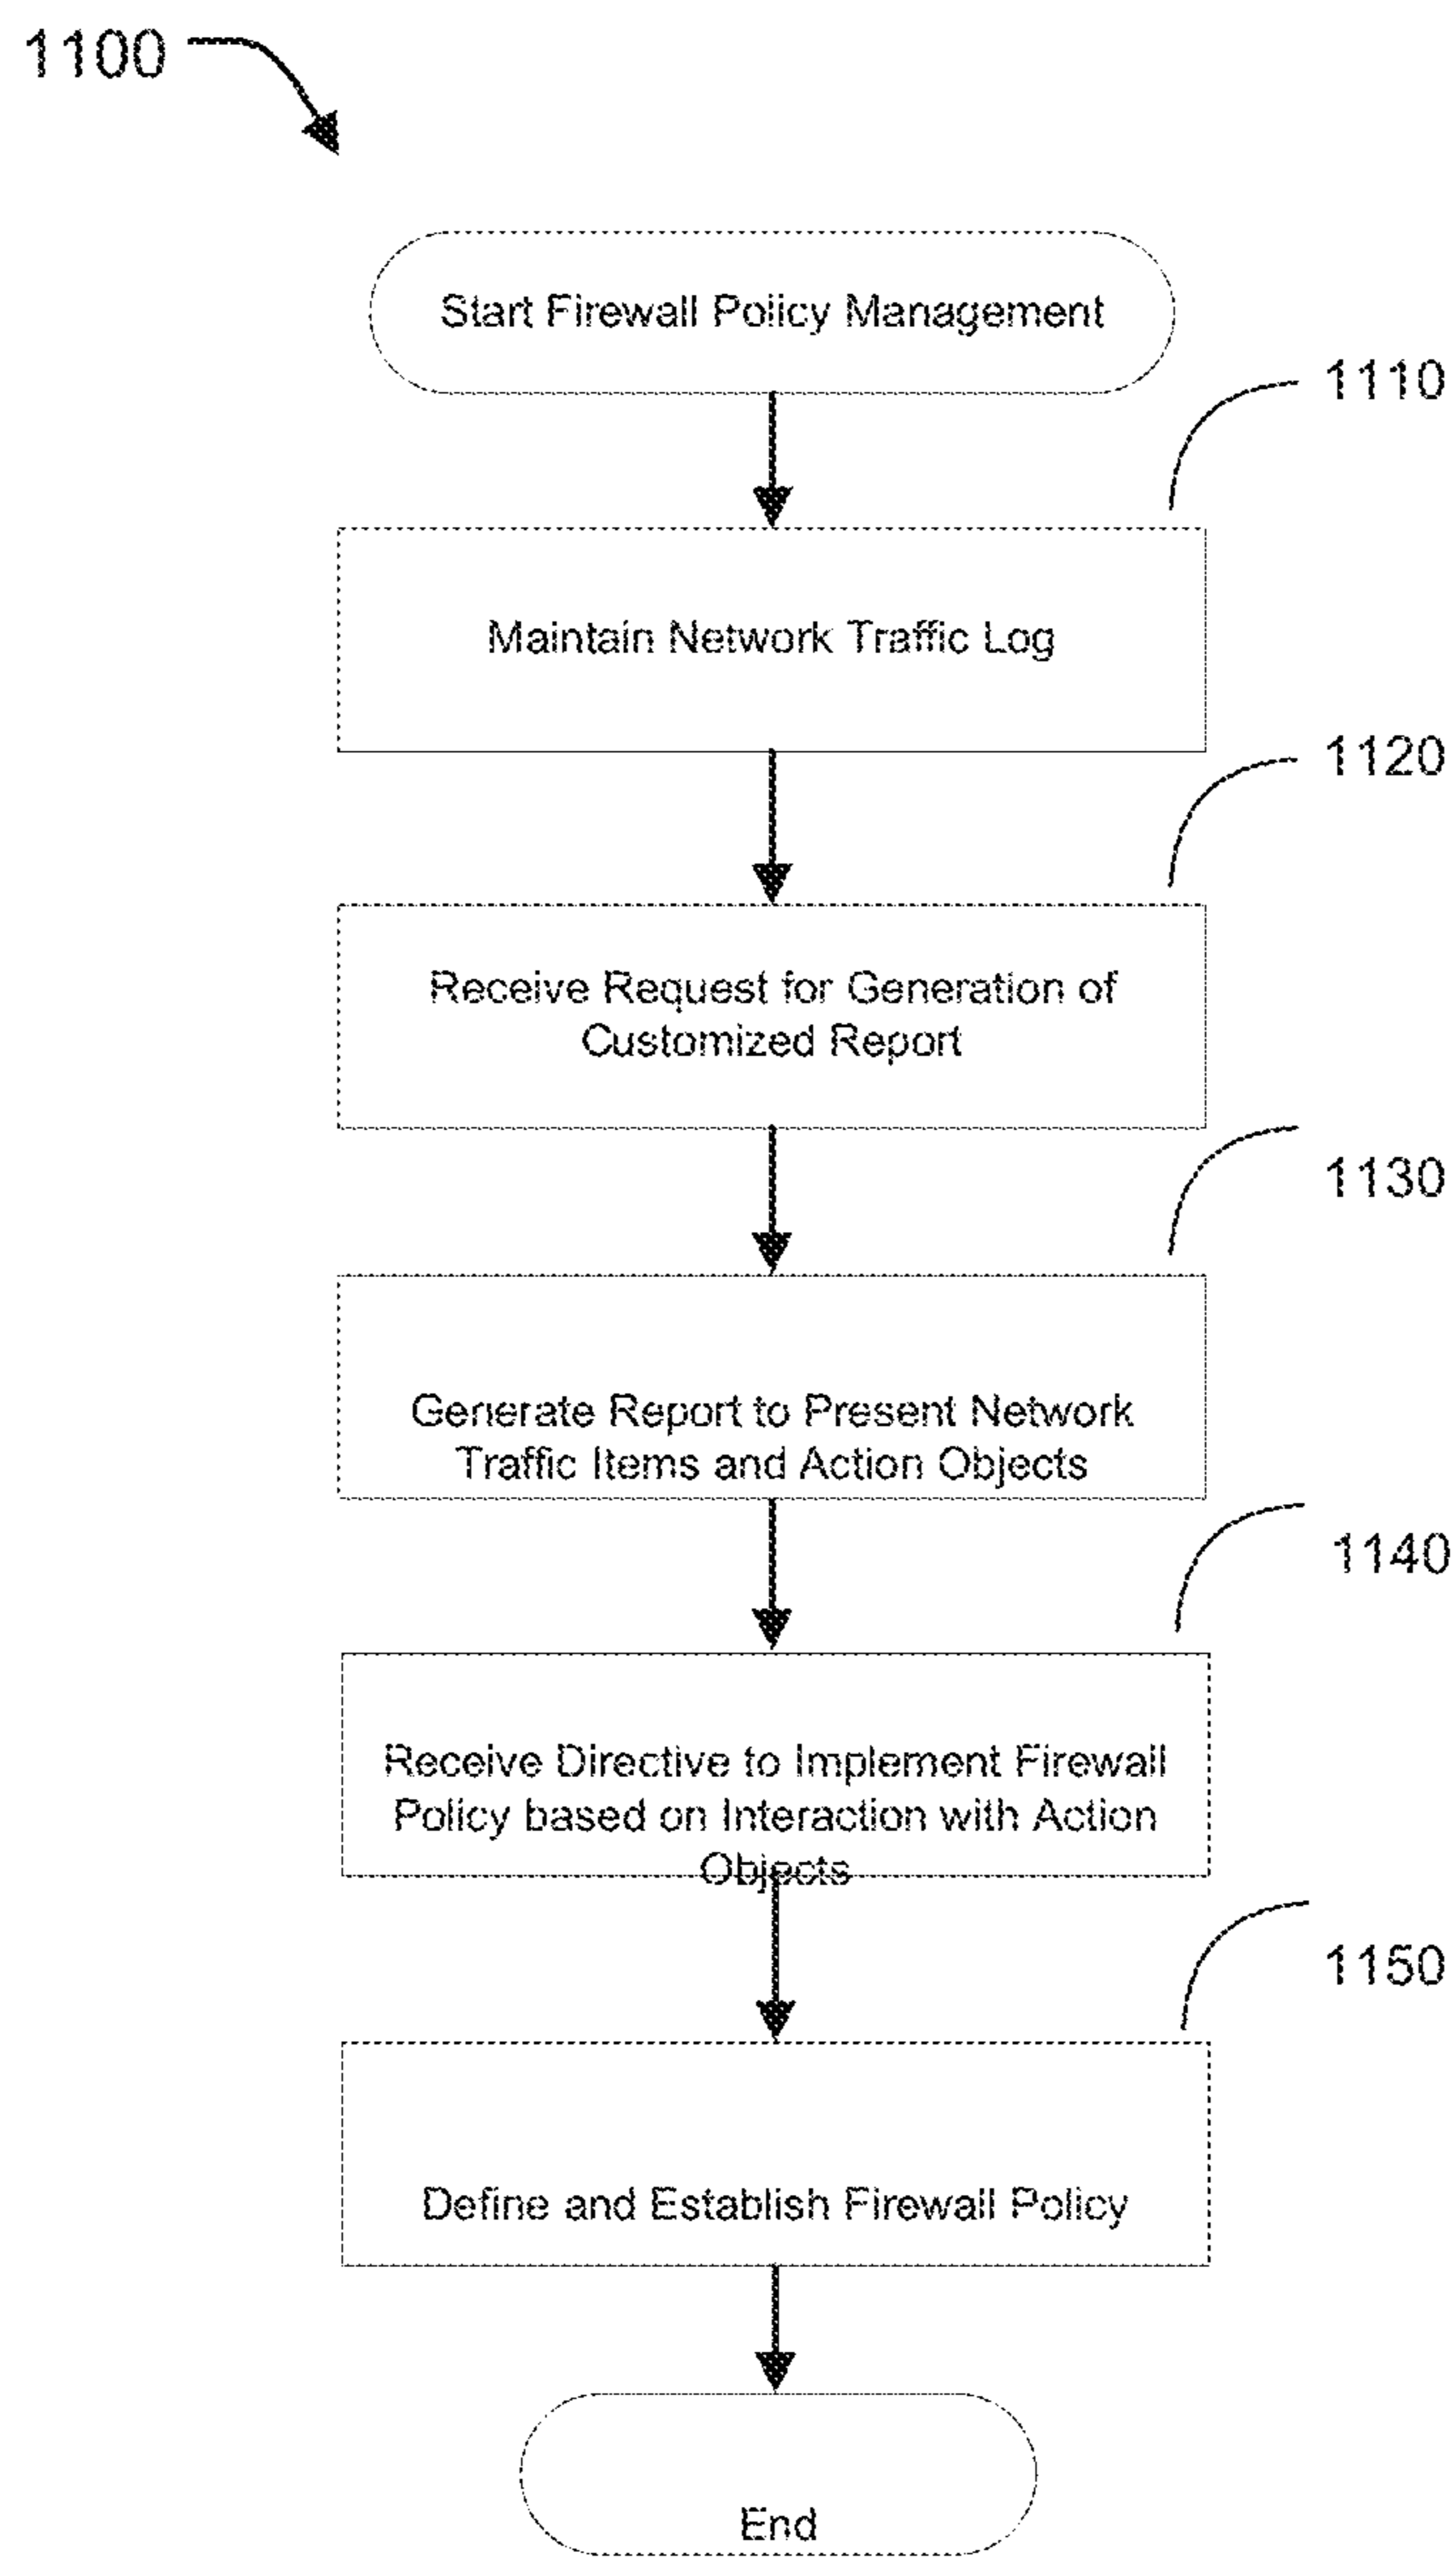 1100
Start Firewall Policy Management
1110
Maintain Network Traffic Log
1120
Receive Request for Generation of
Customized Report
1130
Generate Report to Present Network
Traffic Items and Action Objects
1140
Receive Directive to Implement Firewall
Policy based on Interaction with Action
Objects
1150
Define and Establish Firewall Policy
End